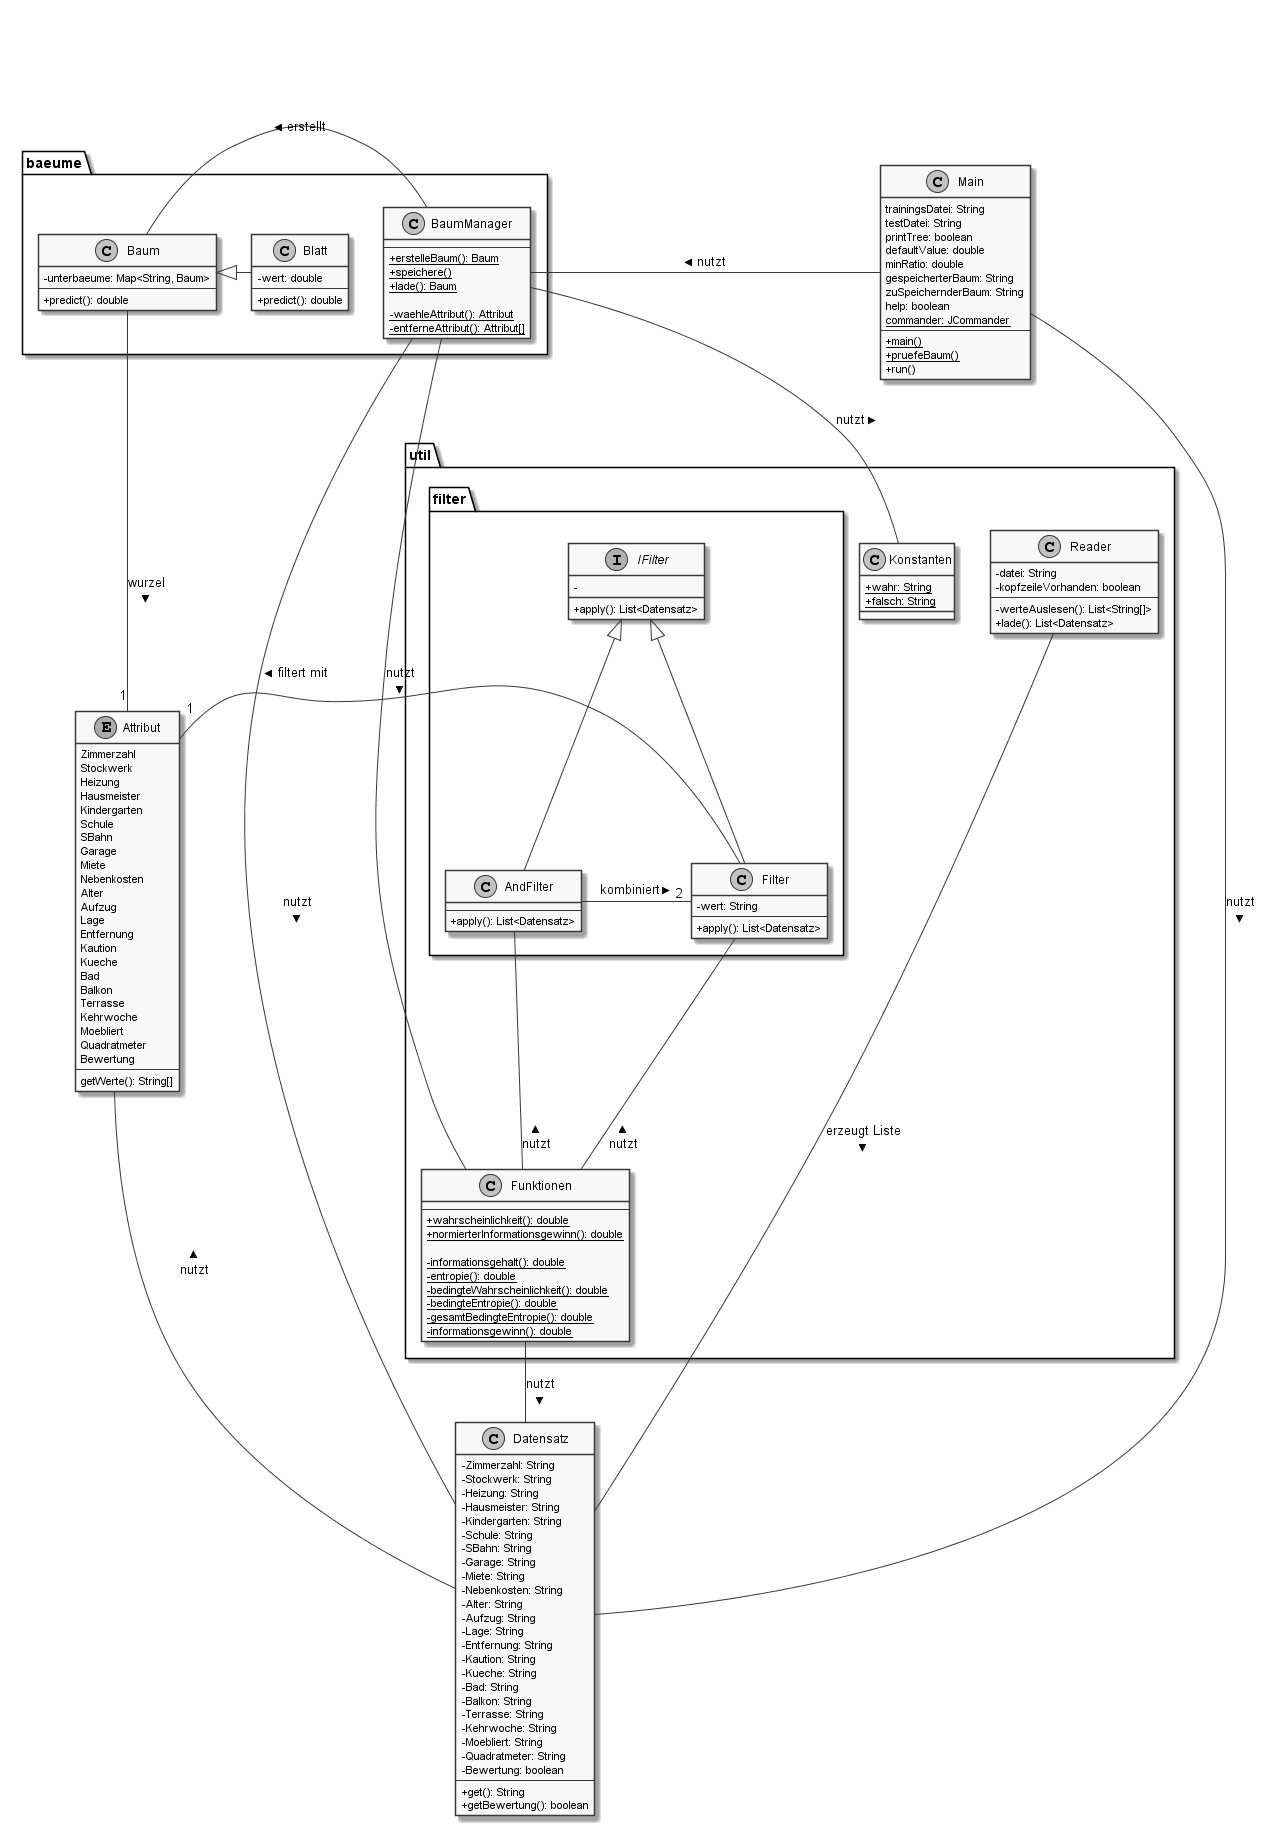 ◄ erstellt
baeume
C Baum
-unterbaeume: Map<String, Baum>
+predict(): double
C Blatt
-wert: double
+predict(): double
C BaumManager
+erstelleBaum(): Baum
+speichere()
+lade(): Baum
-waehleAttribut(): Attribut
-entferneAttribut(): Attribut[]
◄ nutzt
C Main
trainingsDatei: String
testDatei: String
printTree: boolean
defaultValue: double
minRatio: double
gespeicherterBaum: String
zuSpeichernderBaum: String
help: boolean
commander: JCommander
+main()
+pruefeBaum()
+run()
nutzt ►
util
filter
I IFilter
-
+apply(): List<Datensatz>
C Konstanten
+wahr: String
+falsch: String
C Reader
-datei: String
-kopfzeileVorhanden: boolean
-werteAuslesen(): List<String[]>
+lade(): List<Datensatz>
wurzel
▼
◄ filtert mit
nutzt
▼
1
1
E Attribut
Zimmerzahl
Stockwerk
Heizung
Hausmeister
Kindergarten
Schule
SBahn
Garage
Miete
Nebenkosten
Alter
Aufzug
Lage
Entfernung
Kaution
Kueche
Bad
Balkon
Terrasse
Kehrwoche
Moebliert
Quadratmeter
Bewertung
getWerte(): String[]
nutzt
▼
C AndFilter
+apply(): List<Datensatz>
kombiniert ►
2
C Filter
-wert: String
+apply(): List<Datensatz>
nutzt
▼
▲
nutzt
▲
nutzt
erzeugt Liste
▼
C Funktionen
+wahrscheinlichkeit(): double
+normierterInformationsgewinn(): double
-informationsgehalt(): double
-entropie(): double
-bedingteWahrscheinlichkeit(): double
-bedingteEntropie(): double
-gesamtBedingteEntropie(): double
-informationsgewinn(): double
▲
nutzt
nutzt
▼
C Datensatz
-Zimmerzahl: String
-Stockwerk: String
-Heizung: String
-Hausmeister: String
-Kindergarten: String
-Schule: String
-SBahn: String
-Garage: String
-Miete: String
-Nebenkosten: String
-Alter: String
-Aufzug: String
-Lage: String
-Entfernung: String
-Kaution: String
-Kueche: String
-Bad: String
-Balkon: String
-Terrasse: String
-Kehrwoche: String
-Moebliert: String
-Quadratmeter: String
-Bewertung: boolean
+get(): String
+getBewertung(): boolean